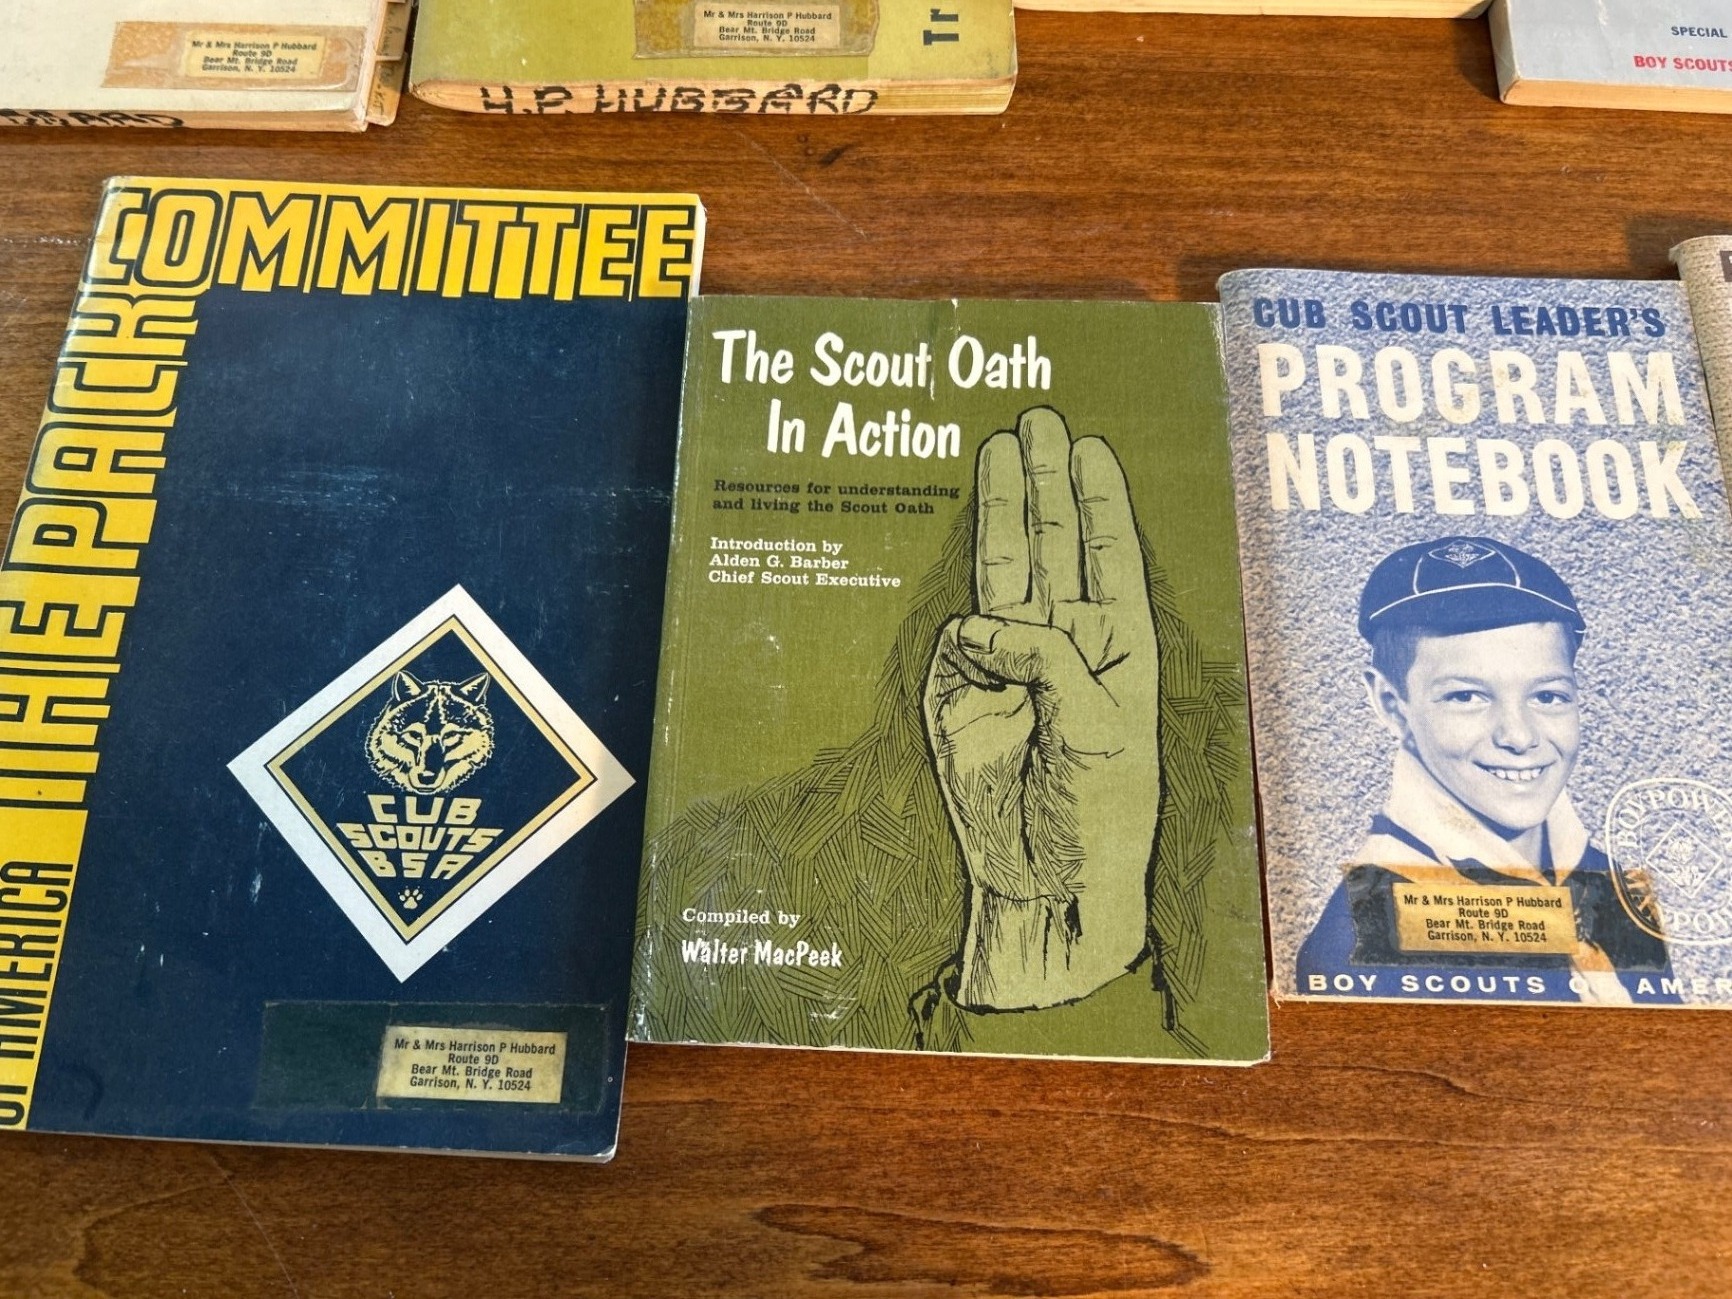 Mr & Mrs Harrison P Hubbard
Route 9D
Bear Mt. Bridge Road
Garrison, N. Y. 10524
Mr & Mrs Harrison P Hubbard
Route 9D
Bear Mt. Bridge Road
Garrison, N. Y. 10524
Tr
H.P. HUBBARD
SPECIAL
BOY SCOUTS
THE PACK COMMITTEE
OF AMERICA
CUB
SCOUTS
BSA
Mr & Mrs Harrison P Hubbard
Route 9D
Bear Mt. Bridge Road
Garrison, N. Y. 10524
The Scout Oath
In Action
Resources for understanding
and living the Scout Oath
Introduction by
Alden G. Barber
Chief Scout Executive
Compiled by
Walter MacPeek
CUB SCOUT LEADER'S
PROGRAM
NOTEBOOK
BOYPOW
Mr & Mrs Harrison P Hubbard
Route 9D
Bear Mt. Bridge Road
Garrison, N. Y. 10524
BOY SCOUTS OF AMER